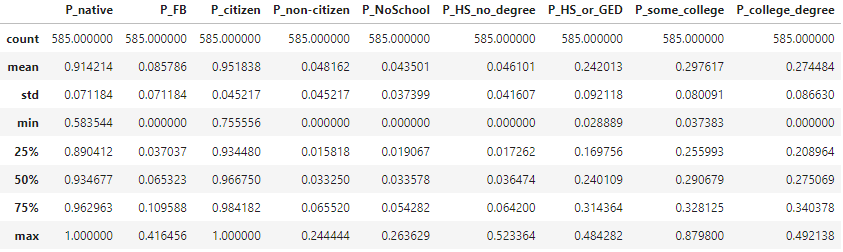 P_native P_FB P_citizen P_non-citizen P_NoSchool P_HS_no_degree P_HS_or_GED P_some_college P_college_degree
count 585.000000 585.000000 585.000000 585.000000 585.000000 585.000000 585.000000 585.000000 585.000000
mean 0.914214 0.085786 0.951838 0.048162 0.043501 0.046101 0.242013 0.297617 0.274484
std 0.071184 0.071184 0.045217 0.045217 0.037399 0.041607 0.092118 0.080091 0.086630
min 0.583544 0.000000 0.755556 0.000000 0.000000 0.000000 0.028889 0.037383 0.000000
25% 0.890412 0.037037 0.934480 0.015818 0.019067 0.017262 0.169756 0.255993 0.208964
50% 0.934677 0.065323 0.966750 0.033250 0.033578 0.036474 0.240109 0.290679 0.275069
75% 0.962963 0.109588 0.984182 0.065520 0.054282 0.064200 0.314364 0.328125 0.340378
max 1.000000 0.416456 1.000000 0.244444 0.263629 0.523364 0.484282 0.879800 0.492138